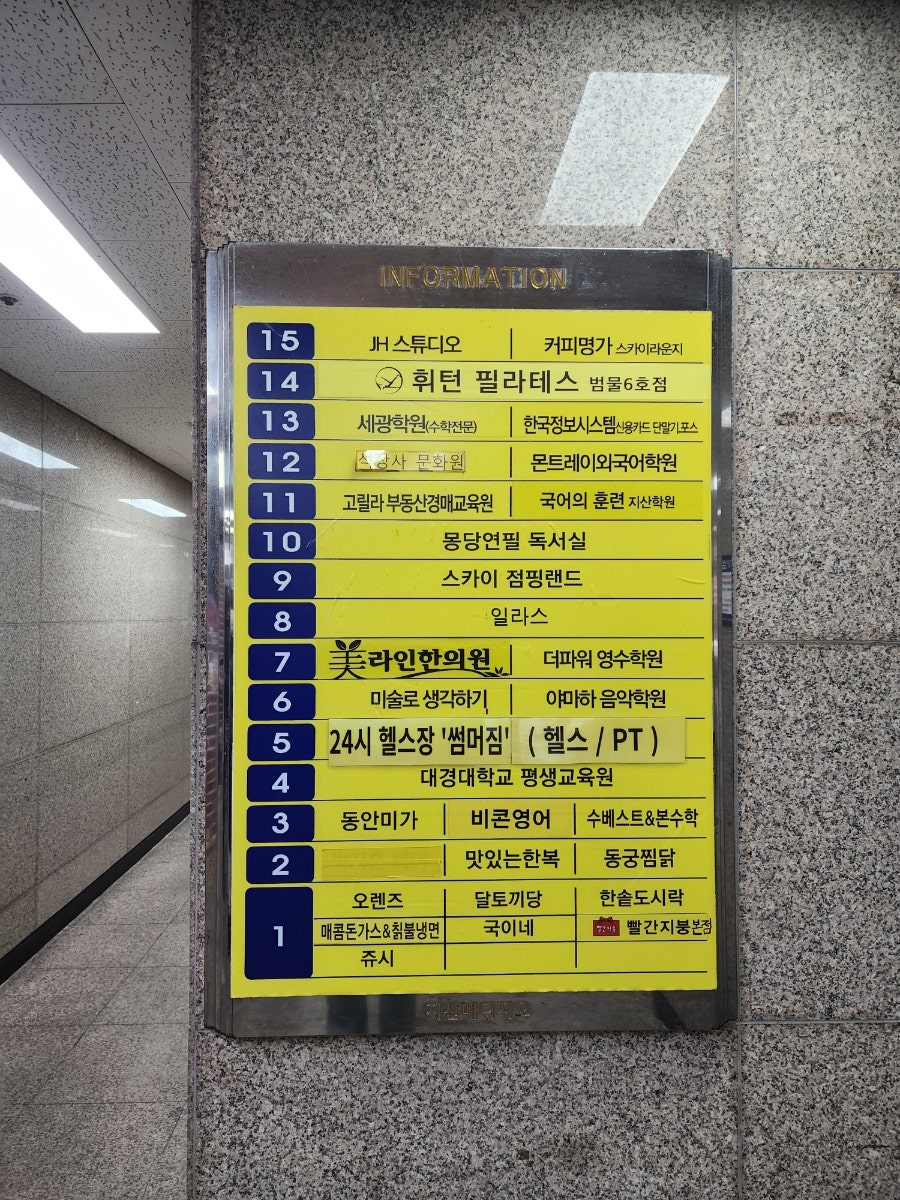 INFORMATION
15 JH 스튜디오 커피명가 스카이라운지
14 휘턴 필라테스 범물6호점
13 세광학원(수학전문) 한국정보시스템신용카드 단말기.포스
12 문화원 몬트레이외국어학원
11 고릴라 부동산경매교육원 국어의 훈련 지산학원
10 몽당연필 독서실
9 스카이 점핑랜드
8 일라스
7 美라인한의원 더파워 영수학원
6 미술로 생각하기 야마하 음악학원
5 24시 헬스장 '썸머짐' ( 헬스 / PT )
4 대경대학교 평생교육원
3 동안미가 비콘영어 수베스트&본수학
2 맛있는한복 동궁찜닭
1 오렌즈 달토끼당 한솥도시락
매콤돈가스&칡불냉면 국이네 빨간지붕본점
쥬시